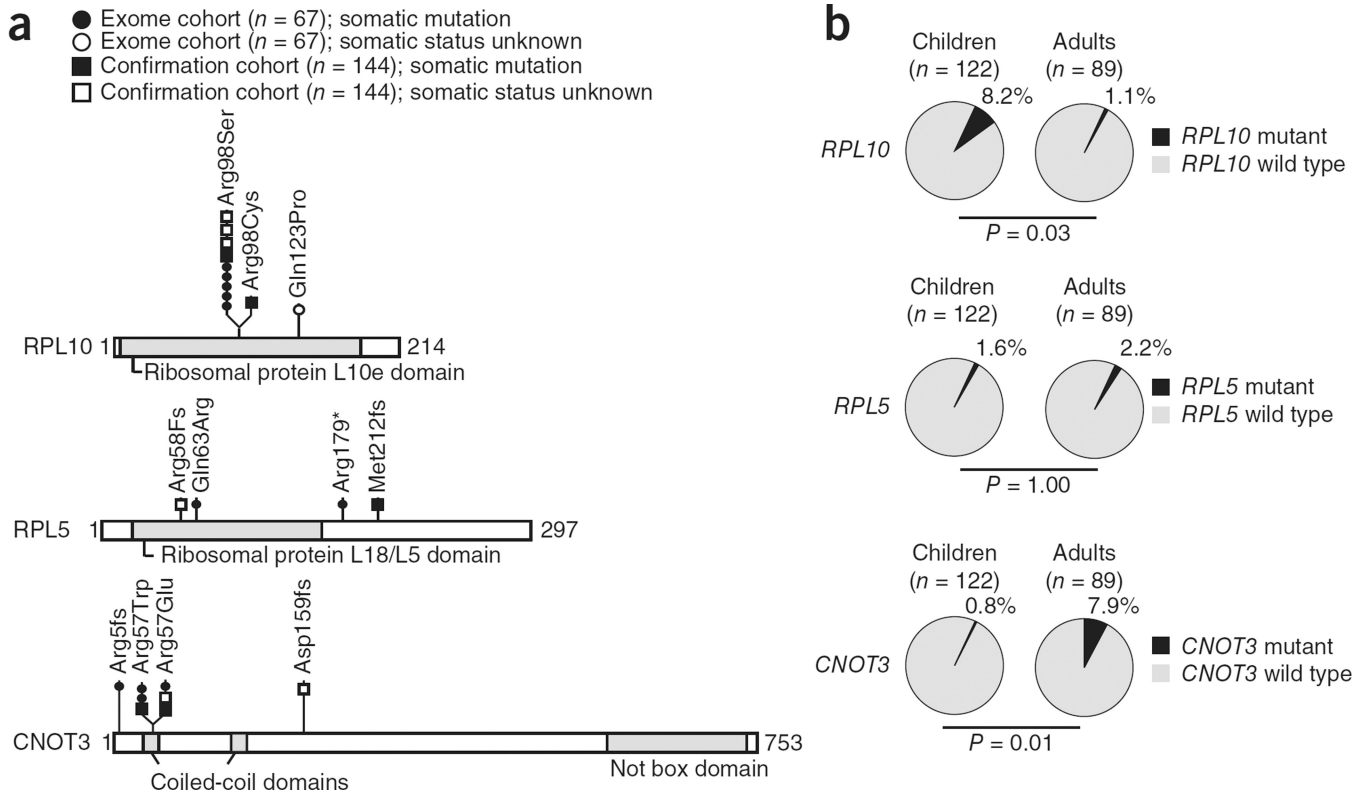 a
Exome cohort (n = 67); somatic mutation
Exome cohort (n = 67); somatic status unknown
Confirmation cohort (n = 144); somatic mutation
Confirmation cohort (n = 144); somatic status unknown
Arg98Ser
Arg98Cys
Gln123Pro
RPL10 1
214
Ribosomal protein L10e domain
Arg58Fs
Gln63Arg
Arg179*
Met212fs
RPL5 1
297
Ribosomal protein L18/L5 domain
Arg5fs
Arg57Trp
Arg57Glu
Asp159fs
CNOT3 1
753
Coiled-coil domains
Not box domain
b
Children
(n = 122)
Adults
(n = 89)
8.2%
1.1%
RPL10
RPL10 mutant
RPL10 wild type
P = 0.03
Children
(n = 122)
Adults
(n = 89)
1.6%
2.2%
RPL5
RPL5 mutant
RPL5 wild type
P = 1.00
Children
(n = 122)
Adults
(n = 89)
0.8%
7.9%
CNOT3
CNOT3 mutant
CNOT3 wild type
P = 0.01